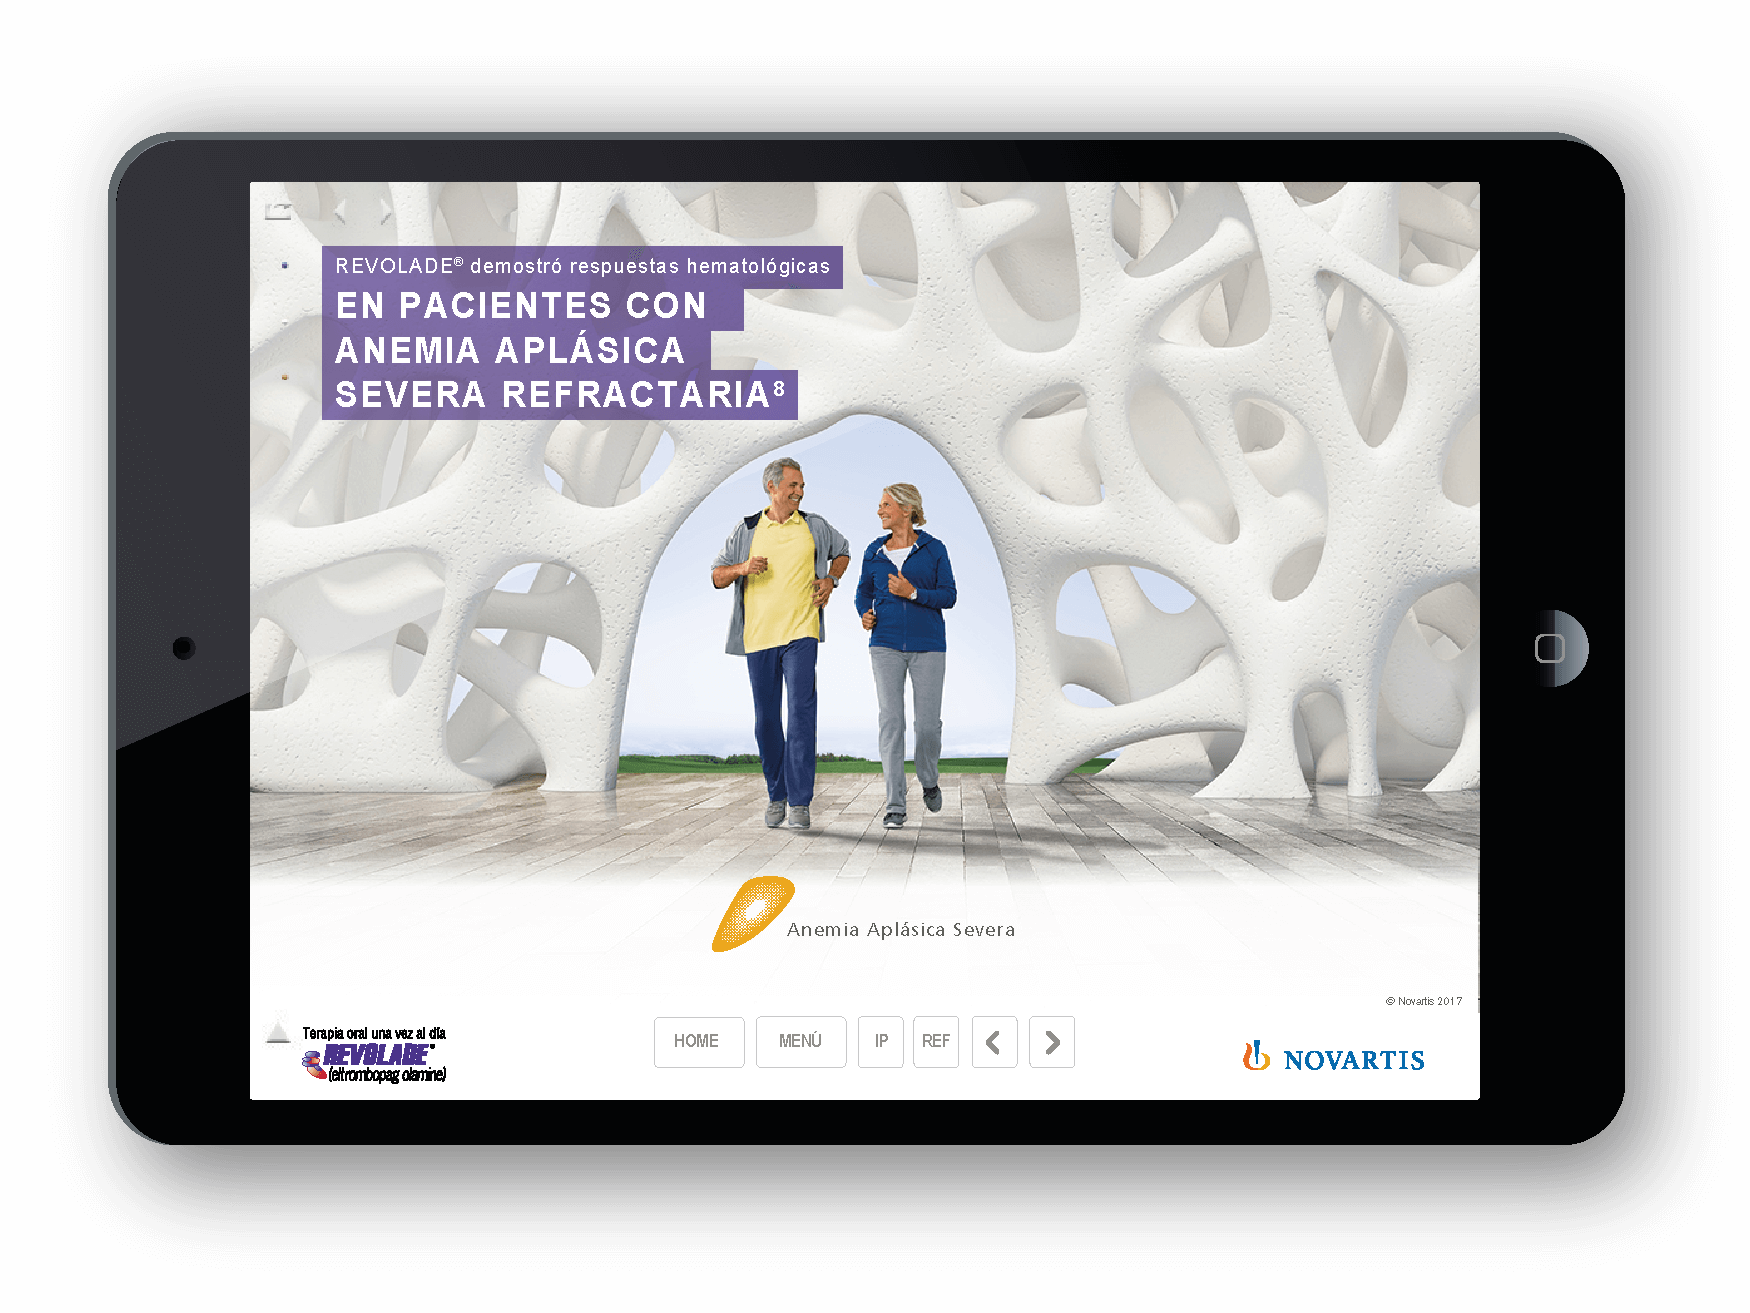 REVOLADE® demostró respuestas hematológicas
EN PACIENTES CON
ANEMIA APLÁSICA
SEVERA REFRACTARIA⁸
Anemia Aplásica Severa
© Novartis 2017
Terapia oral una vez al día
REVOLADE®
(eltrombopag olamine)
HOME MENÚ IP REF
NOVARTIS